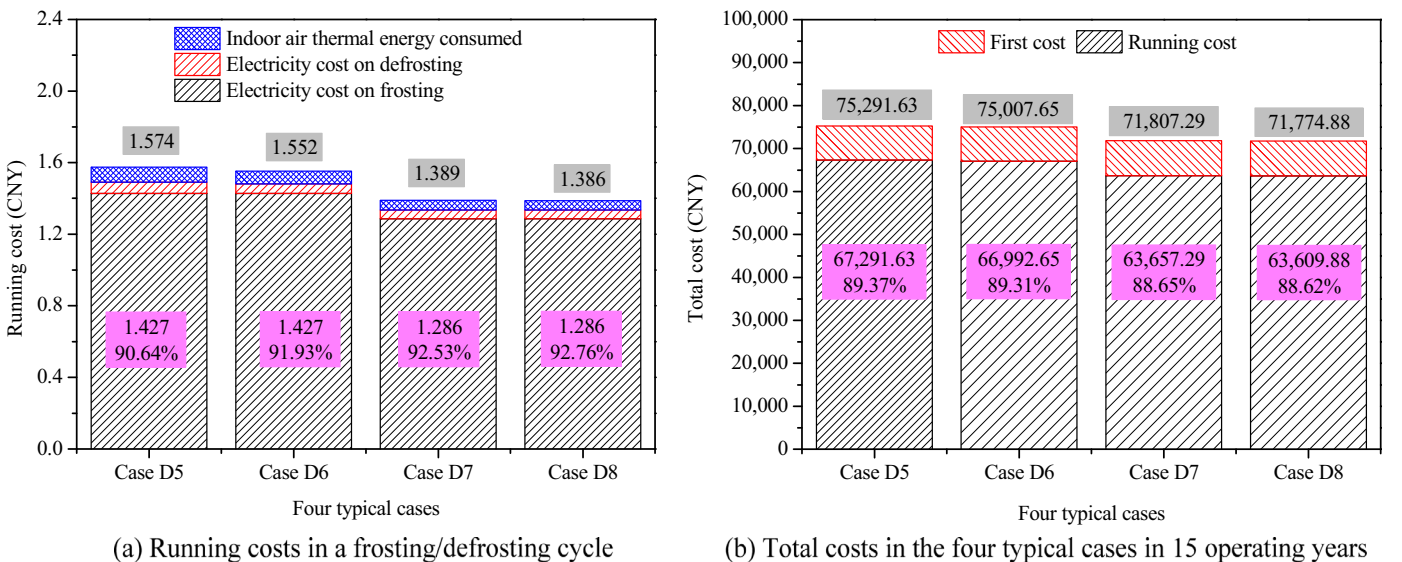 2.4
2.0
1.6
1.2
0.8
0.4
0.0
Running cost (CNY)
Indoor air thermal energy consumed
Electricity cost on defrosting
Electricity cost on frosting
1.574
1.552
1.389
1.386
1.427
90.64%
1.427
91.93%
1.286
92.53%
1.286
92.76%
Case D5
Case D6
Case D7
Case D8
Four typical cases
(a) Running costs in a frosting/defrosting cycle
100,000
90,000
80,000
70,000
60,000
50,000
40,000
30,000
20,000
10,000
0
Total cost (CNY)
First cost
Running cost
75,291.63
75,007.65
71,807.29
71,774.88
67,291.63
89.37%
66,992.65
89.31%
63,657.29
88.65%
63,609.88
88.62%
Case D5
Case D6
Case D7
Case D8
Four typical cases
(b) Total costs in the four typical cases in 15 operating years